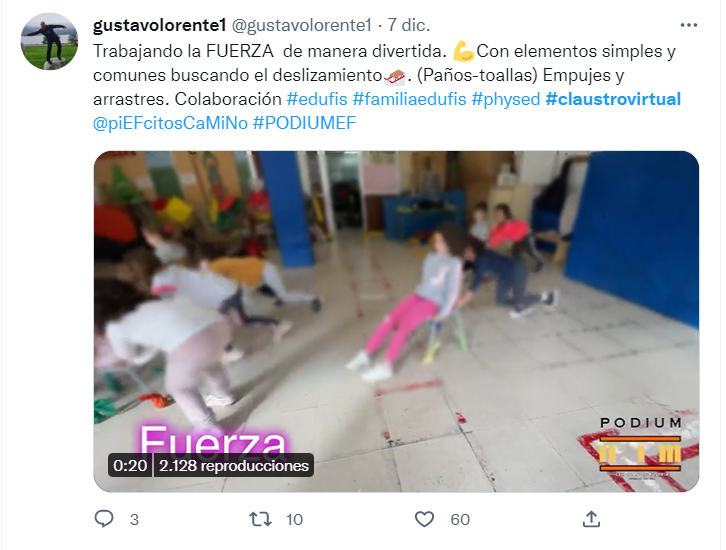 gustavolorente1 @gustavolorente1 · 7 dic.
Trabajando la FUERZA de manera divertida. 💪Con elementos simples y
comunes buscando el deslizamiento🛷. (Paños-toallas) Empujes y
arrastres. Colaboración #edufis #familiaedufis #physed #claustrovirtual
@piEFcitosCaMiNo #PODIUMEF
Fuerza
PODIUM
0:20 2.128 reproducciones
3 10 60